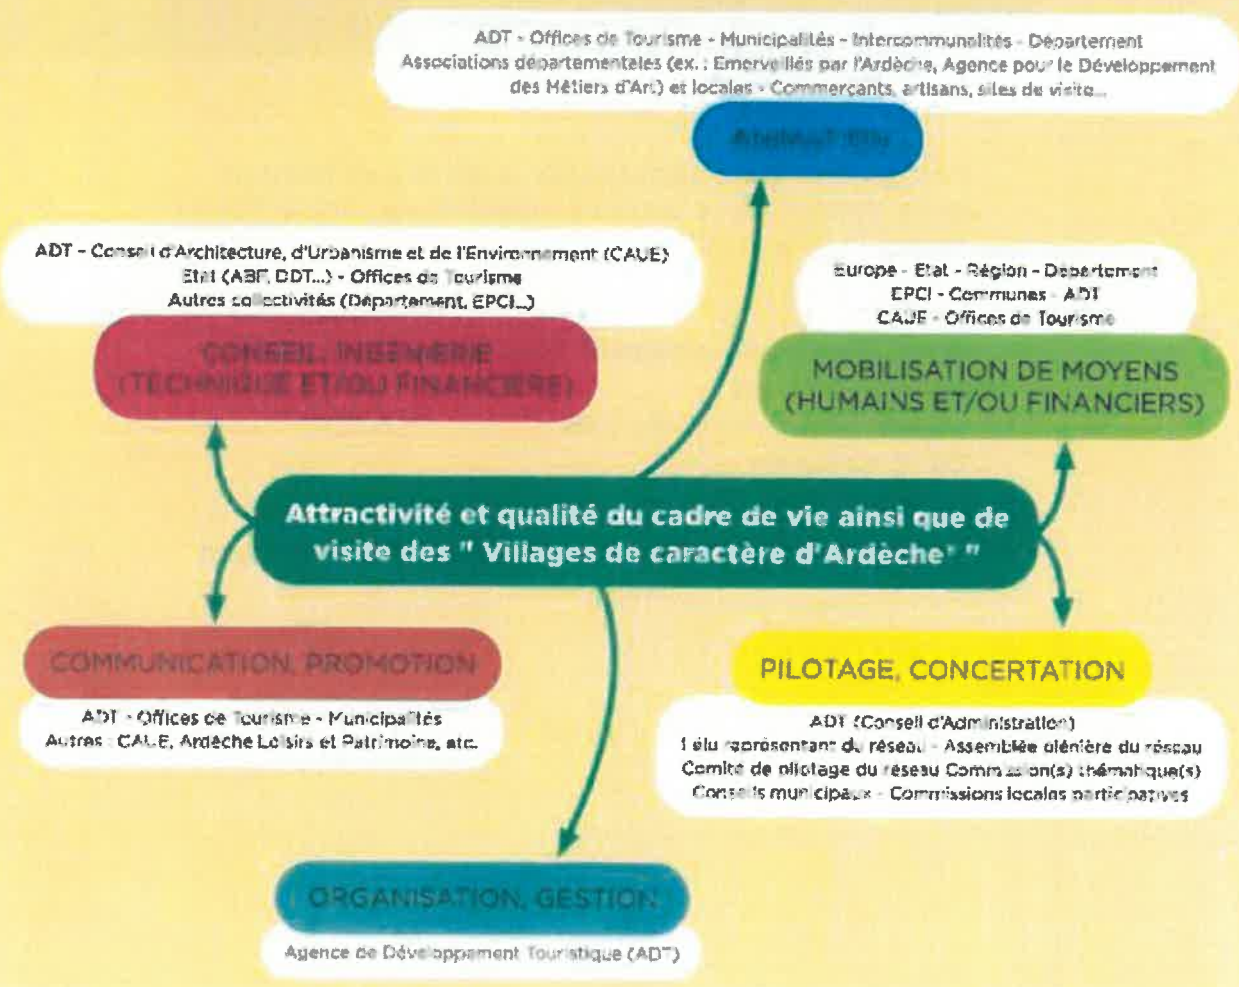 ADT - Offices de Tourisme - Municipalités - Intercommunalités - Département
Associations départementales (ex. : Emerveillés par l'Ardèche, Agence pour le Développement
des Métiers d'Art) et locales - Commerçants, artisans, sites de visite...
ANIMATION
ADT - Conseil d'Architecture, d'Urbanisme et de l'Environnement (CAUE)
Etat (ABF, DDT...) - Offices de Tourisme
Autres collectivités (Département, EPCI...)
CONSEIL, INGENIERIE
(TECHNIQUE ET/OU FINANCIERE)
Europe - Etat - Région - Département
EPCI - Communes - ADT
CAUE - Offices de Tourisme
MOBILISATION DE MOYENS
(HUMAINS ET/OU FINANCIERS)
Attractivité et qualité du cadre de vie ainsi que de
visite des " Villages de caractère d'Ardèche® "
COMMUNICATION, PROMOTION
ADT - Offices de Tourisme - Municipalités
Autres : CAUE, Ardèche Loisirs et Patrimoine, etc.
PILOTAGE, CONCERTATION
ADT (Conseil d'Administration)
1 élu représentant du réseau - Assemblée plénière du réseau
Comité de pilotage du réseau Commission(s) thématique(s)
Conseils municipaux - Commissions locales participatives
ORGANISATION, GESTION
Agence de Développement Touristique (ADT)